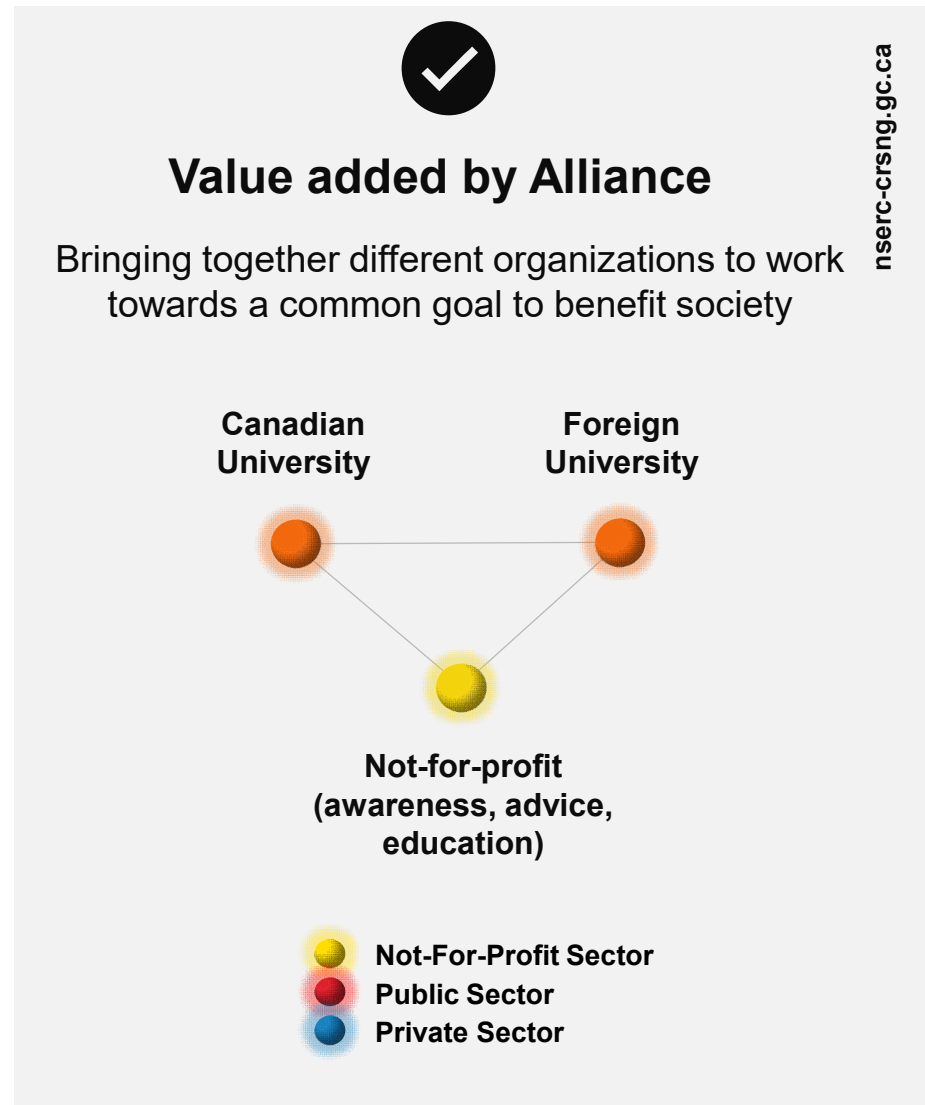 Value added by Alliance
nserc-crsng.gc.ca
Bringing together different organizations to work
towards a common goal to benefit society
Canadian
University
Foreign
University
Not-for-profit
(awareness, advice,
education)
Not-For-Profit Sector
Public Sector
Private Sector